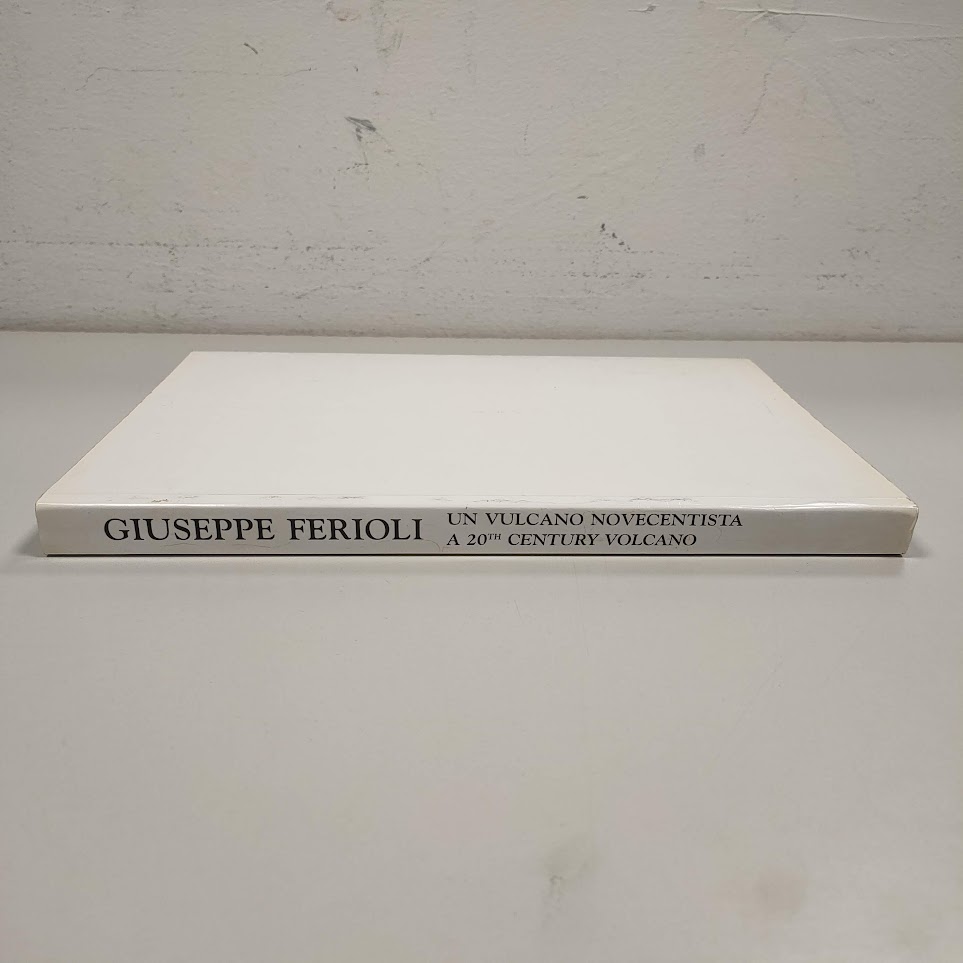 GIUSEPPE FERIOLI
UN VULCANO NOVECENTISTA
A 20TH CENTURY VOLCANO